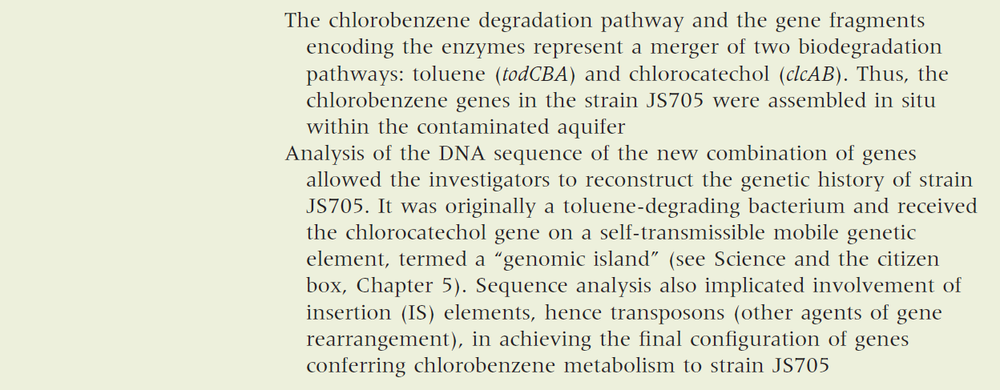 The chlorobenzene degradation pathway and the gene fragments
encoding the enzymes represent a merger of two biodegradation
pathways: toluene (todCBA) and chlorocatechol (clcAB). Thus, the
chlorobenzene genes in the strain JS705 were assembled in situ
within the contaminated aquifer
Analysis of the DNA sequence of the new combination of genes
allowed the investigators to reconstruct the genetic history of strain
JS705. It was originally a toluene-degrading bacterium and received
the chlorocatechol gene on a self-transmissible mobile genetic
element, termed a “genomic island” (see Science and the citizen
box, Chapter 5). Sequence analysis also implicated involvement of
insertion (IS) elements, hence transposons (other agents of gene
rearrangement), in achieving the final configuration of genes
conferring chlorobenzene metabolism to strain JS705